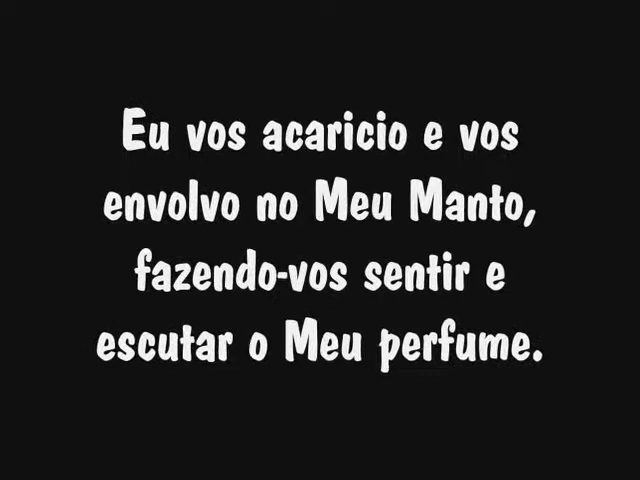 Eu vos acaricio e vos
envolvo no Meu Manto,
fazendo-vos sentir e
escutar o Meu perfume.